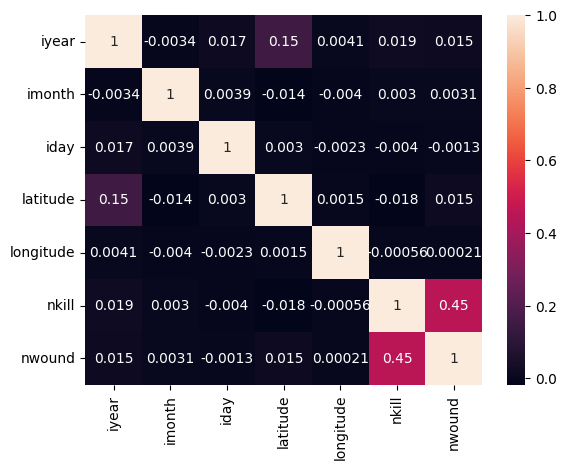 iyear 1 -0.0034 0.017 0.15 0.0041 0.019 0.015
imonth -0.0034 1 0.0039 -0.014 -0.004 0.003 0.0031
iday 0.017 0.0039 1 0.003 -0.0023 -0.004 -0.0013
latitude 0.15 -0.014 0.003 1 0.0015 -0.018 0.015
longitude 0.0041 -0.004 -0.0023 0.0015 1 -0.00056 0.00021
nkill 0.019 0.003 -0.004 -0.018 -0.00056 1 0.45
nwound 0.015 0.0031 -0.0013 0.015 0.00021 0.45 1
iyear imonth iday latitude longitude nkill nwound
1.0
0.8
0.6
0.4
0.2
0.0